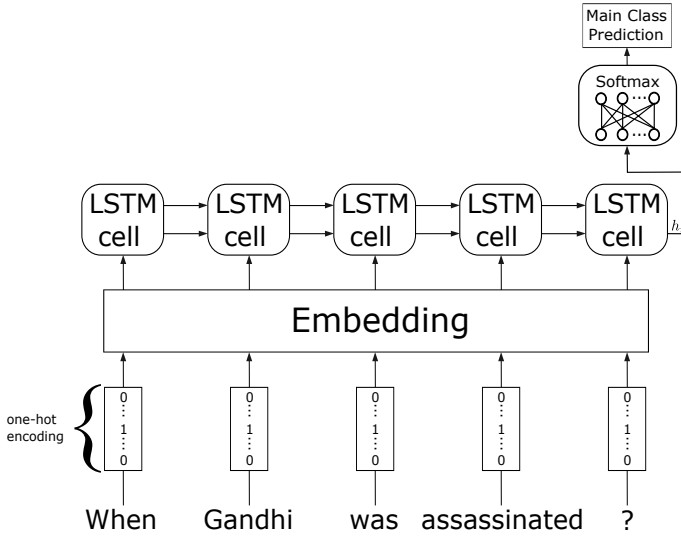 Main Class
Prediction
Softmax
... 
...
LSTM
cell
LSTM
cell
LSTM
cell
LSTM
cell
LSTM
cell
h
Embedding
one-hot
encoding
0
...
1
...
0
0
...
1
...
0
0
...
1
...
0
0
...
1
...
0
0
...
1
...
0
When Gandhi was assassinated ?